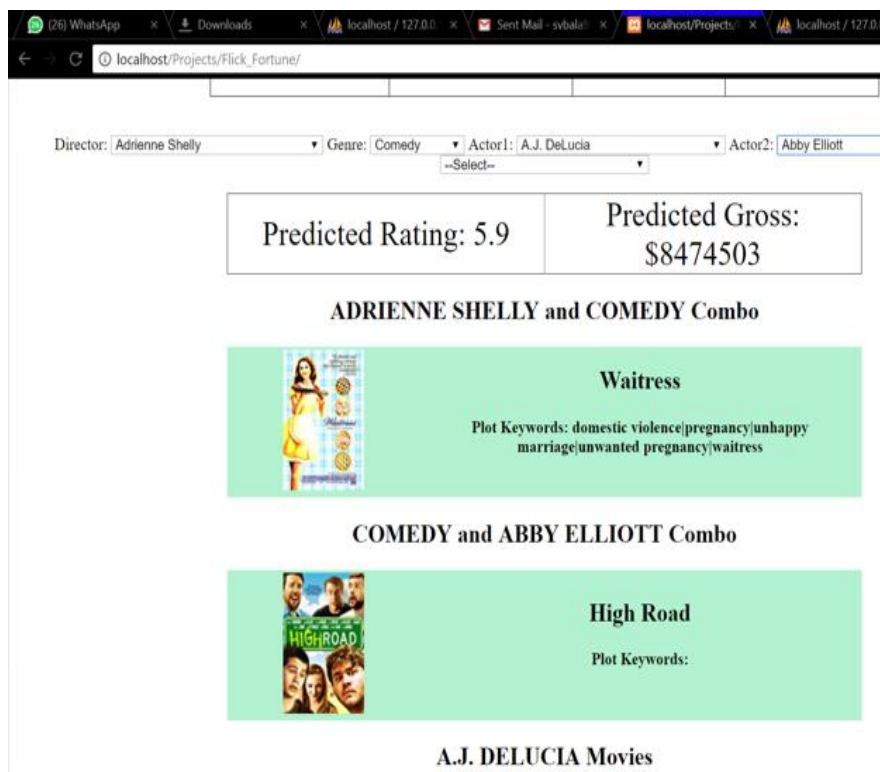 (26) WhatsApp × Downloads × localhost / 127.0.0. × Sent Mail - svbala × localhost/Projects/ × localhost / 127.0.
localhost/Projects/Flick_Fortune/
Director: Adrienne Shelly Genre: Comedy Actor1: A.J. DeLucia Actor2: Abby Elliott
--Select--
Predicted Rating: 5.9
Predicted Gross:
$8474503
ADRIENNE SHELLY and COMEDY Combo
Waitress
Waitress
Plot Keywords: domestic violence|pregnancy|unhappy
marriage|unwanted pregnancy|waitress
COMEDY and ABBY ELLIOTT Combo
HIGH ROAD
High Road
Plot Keywords:
A.J. DELUCIA Movies